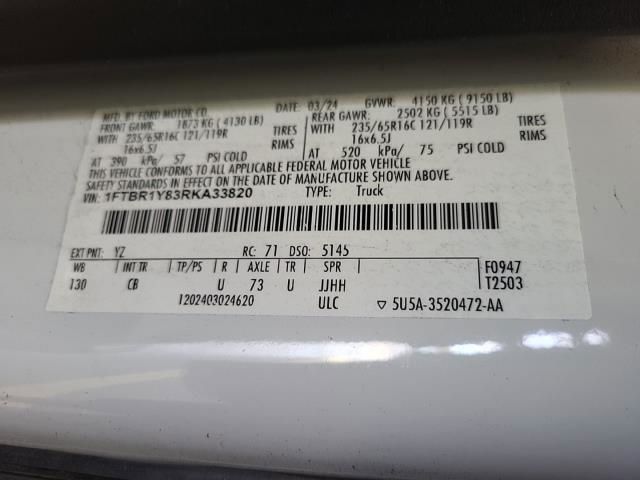 MFD. BY FORD MOTOR CO. DATE: 03/24 GVWR: 4150 KG ( 9150 LB)
FRONT GAWR: 1873 KG ( 4130 LB) REAR GAWR: 2502 KG ( 5515 LB)
WITH 235/65R16C 121/119R TIRES WITH 235/65R16C 121/119R TIRES
16x6.5J RIMS 16x6.5J RIMS
AT 390 kPa/ 57 PSI COLD AT 520 kPa/ 75 PSI COLD
THIS VEHICLE CONFORMS TO ALL APPLICABLE FEDERAL MOTOR VEHICLE
SAFETY STANDARDS IN EFFECT ON THE DATE OF MANUFACTURE SHOWN ABOVE.
VIN: 1FTBR1Y83RKA33820 TYPE: Truck
EXT PNT: YZ RC: 71 DSO: 5145
WB INT TR TP/PS R AXLE TR SPR F0947
130 CB U 73 U JJHH T2503
1202403024620 ULC ▽ 5U5A-3520472-AA